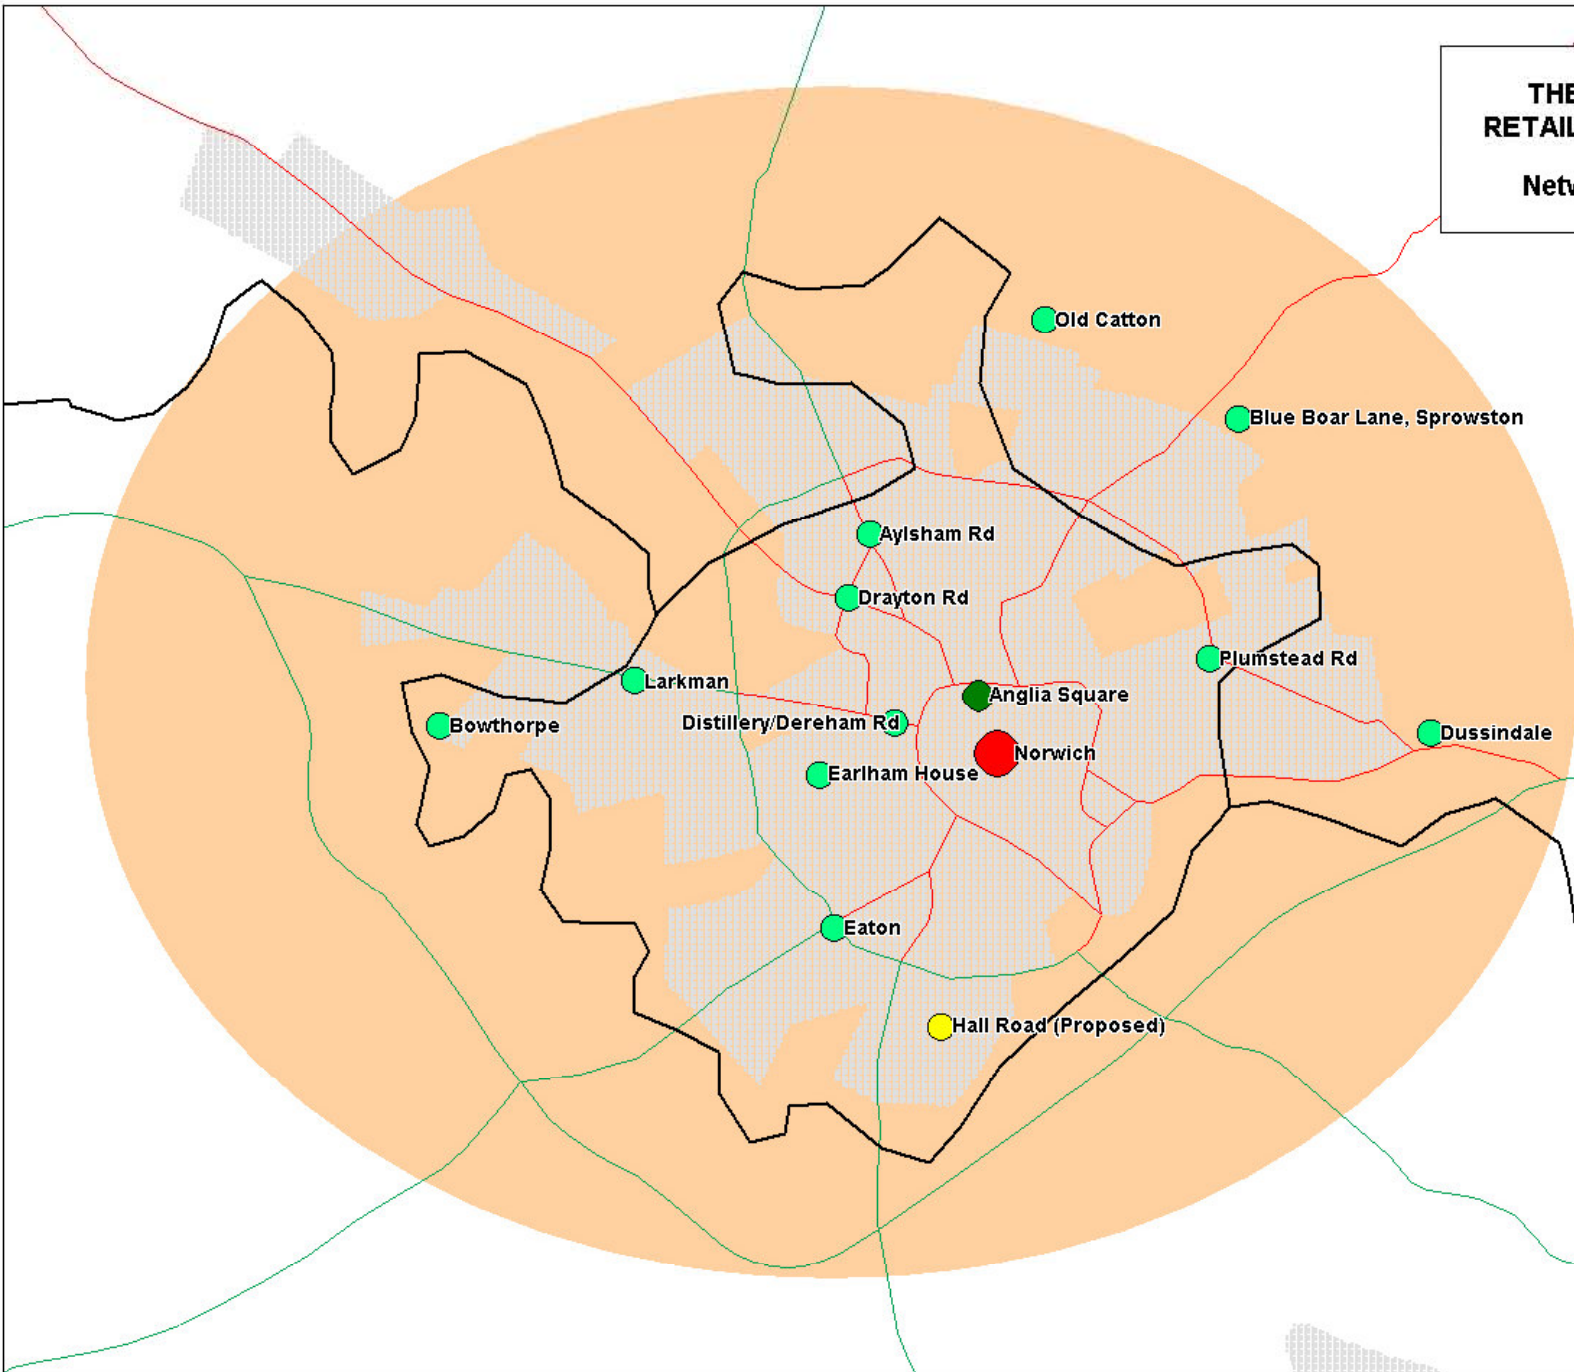 THE
RETAIL
Netw
Old Catton
Blue Boar Lane, Sprowston
Aylsham Rd
Drayton Rd
Plumstead Rd
Larkman
Anglia Square
Distillery/Dereham Rd
Bowthorpe
Dussindale
Norwich
Earlham House
Eaton
Hall Road (Proposed)